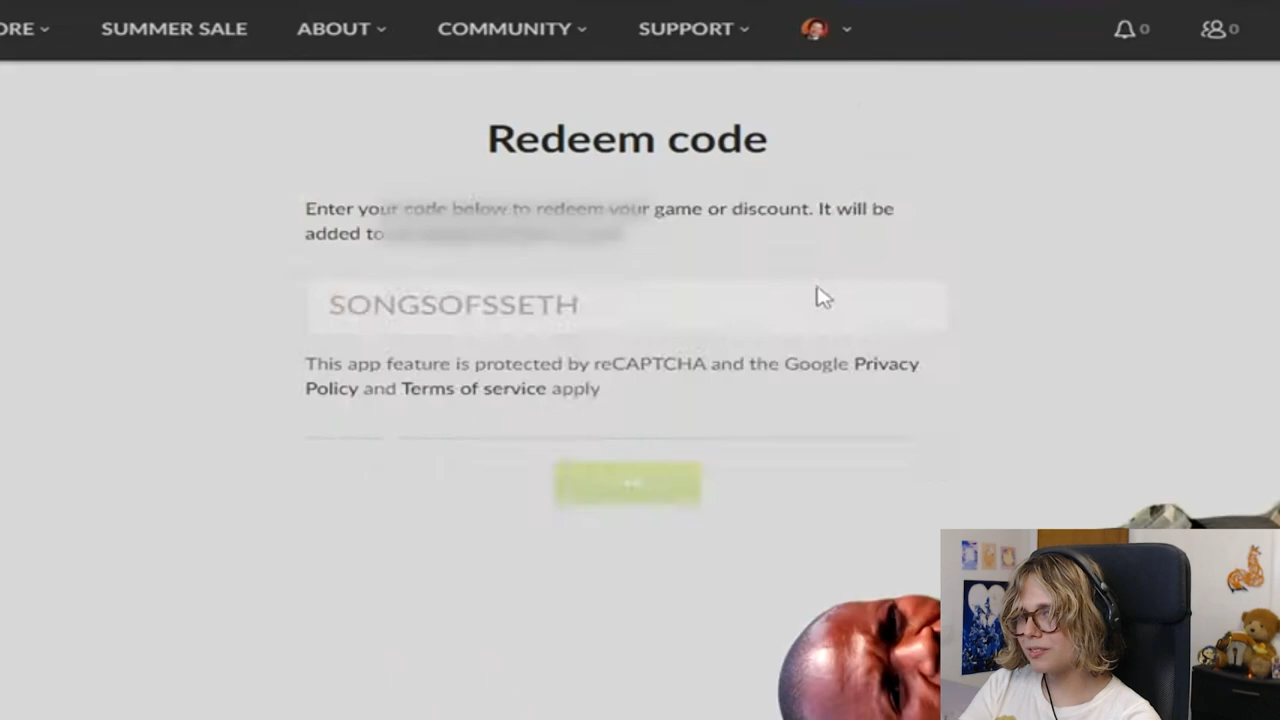 ORE SUMMER SALE ABOUT COMMUNITY SUPPORT 0 0
Redeem code
Enter your code below to redeem your game or discount. It will be
added to
SONGSOFSSETH
This app feature is protected by reCAPTCHA and the Google Privacy
Policy and Terms of service apply